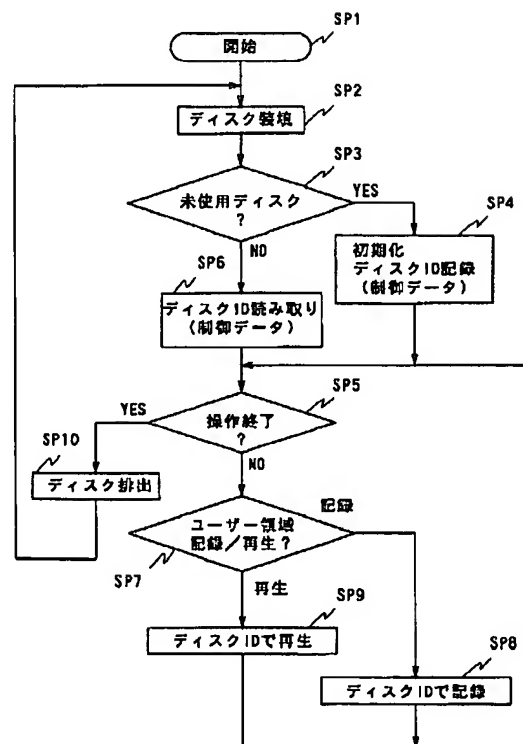 SP1
開始
SP2
ディスク装填
SP3
未使用ディスク
?
YES
SP4
NO
初期化
ディスクID記録
(制御データ)
SP6
ディスクID読み取り
(制御データ)
SP5
YES
操作終了
?
SP10
NO
ディスク排出
記録
ユーザー領域
記録/再生?
SP7
再生
SP9
ディスクIDで再生
SP8
ディスクIDで記録